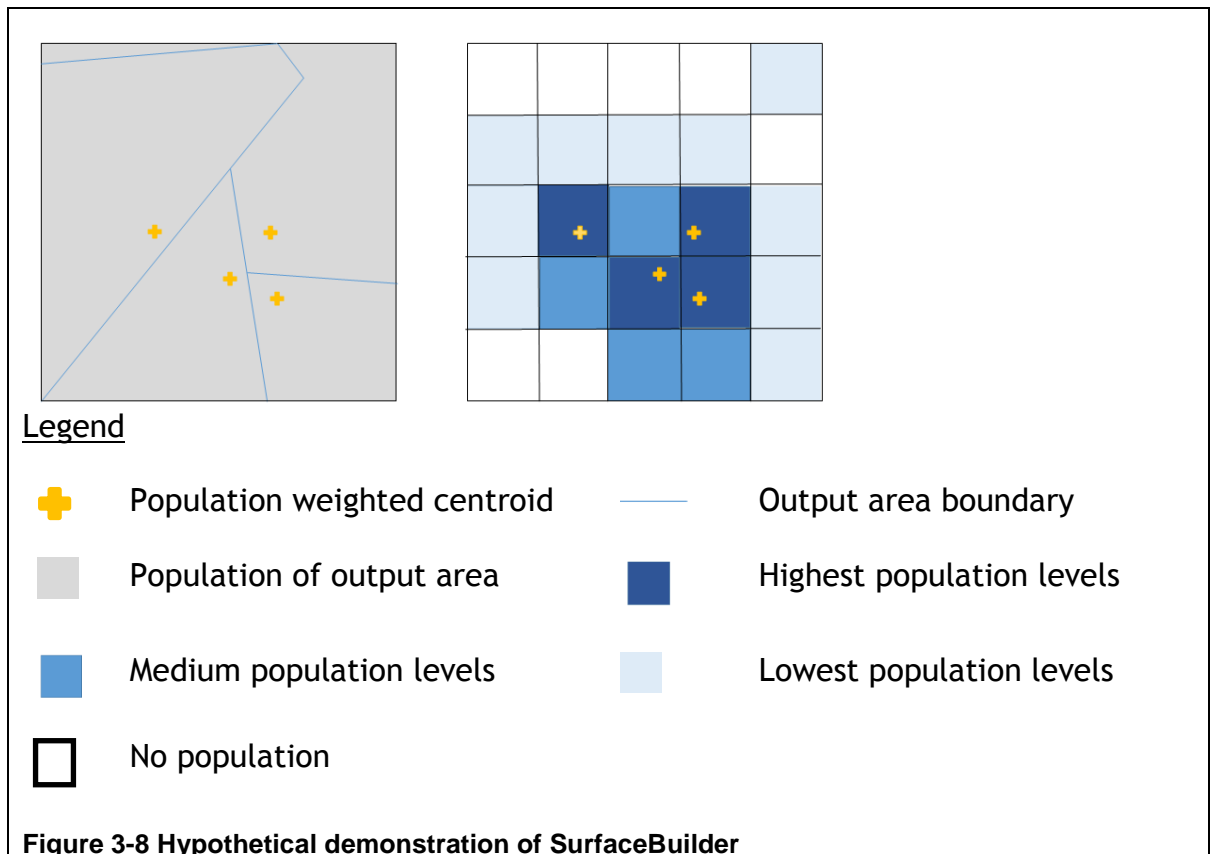 Legend
Population weighted centroid
Output area boundary
Population of output area
Highest population levels
Medium population levels
Lowest population levels
No population
Figure 3-8 Hypothetical demonstration of SurfaceBuilder